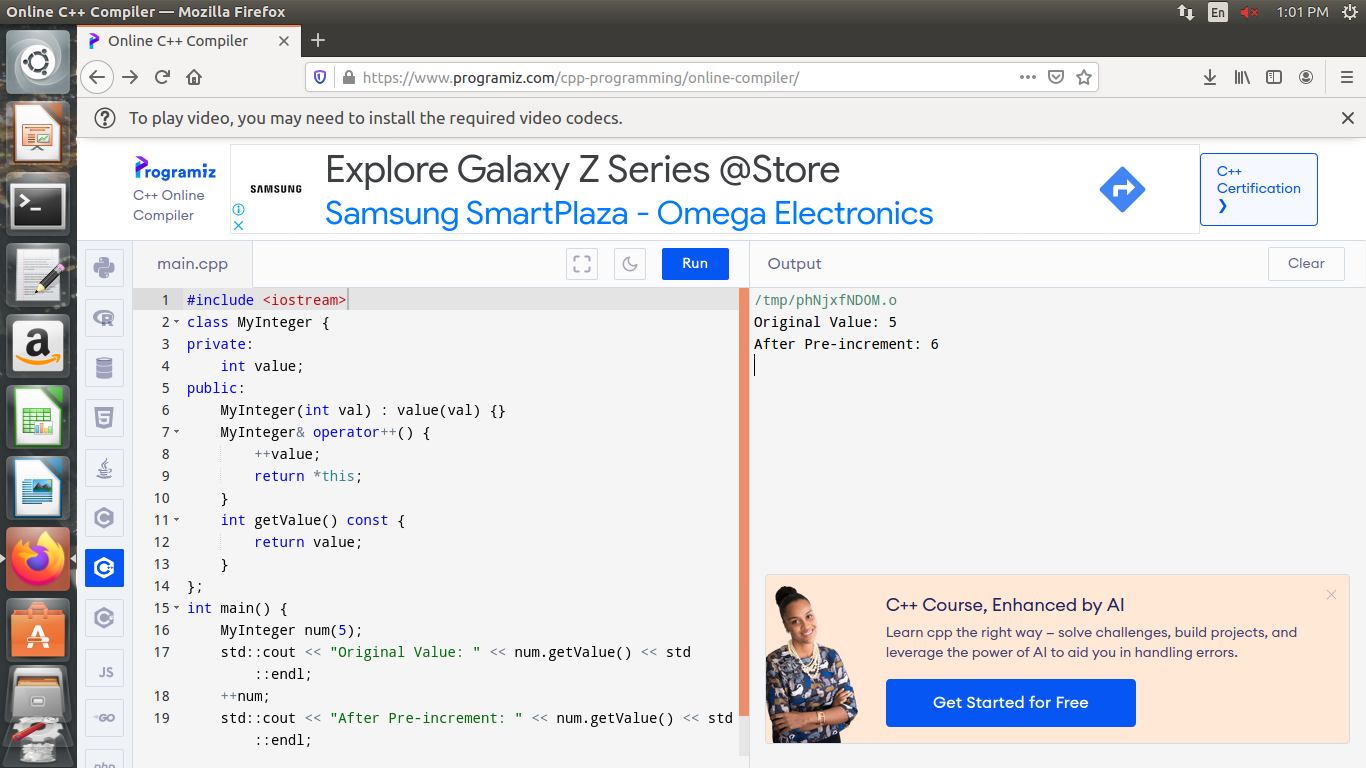 Online C++ Compiler — Mozilla Firefox
En
1:01 PM
Online C++ Compiler
https://www.programiz.com/cpp-programming/online-compiler/
To play video, you may need to install the required video codecs.
Programiz
C++ Online
Compiler
SAMSUNG
Explore Galaxy Z Series @Store
Samsung SmartPlaza - Omega Electronics
C++
Certification
❯
main.cpp
Run
Output
Clear
1 #include <iostream>
2 class MyInteger {
3 private:
4     int value;
5 public:
6     MyInteger(int val) : value(val) {}
7     MyInteger& operator++() {
8         ++value;
9         return *this;
10     }
11     int getValue() const {
12         return value;
13     }
14 };
15 int main() {
16     MyInteger num(5);
17     std::cout << "Original Value: " << num.getValue() << std
        ::endl;
18     ++num;
19     std::cout << "After Pre-increment: " << num.getValue() << std
        ::endl;
/tmp/phNjxfNDOM.o
Original Value: 5
After Pre-increment: 6
C++ Course, Enhanced by AI
Learn cpp the right way – solve challenges, build projects, and
leverage the power of AI to aid you in handling errors.
Get Started for Free
JS
GO
php